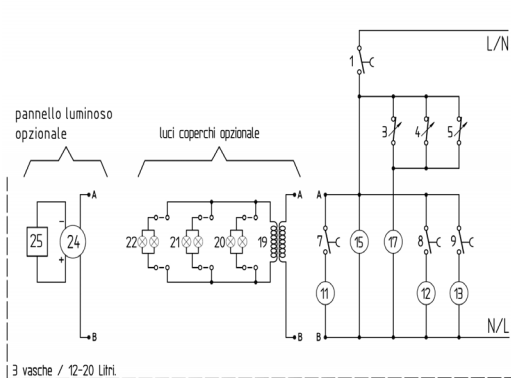 L/N
1
pannello luminoso
opzionale
luci coperchi opzionale
3 4 5
A A A
25 24 22 21 20 19 7 15 17 8 9
- +
11 12 13
B B B
N/L
3 vasche / 12-20 Litri.